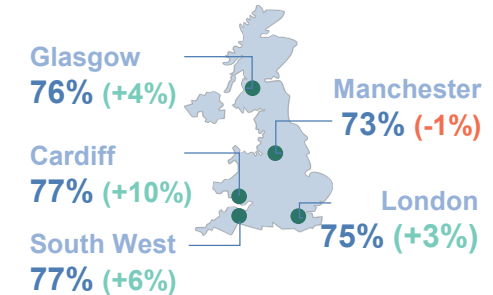 Glasgow
76% (+4%)
Manchester
73% (-1%)
Cardiff
77% (+10%)
London
75% (+3%)
South West
77% (+6%)